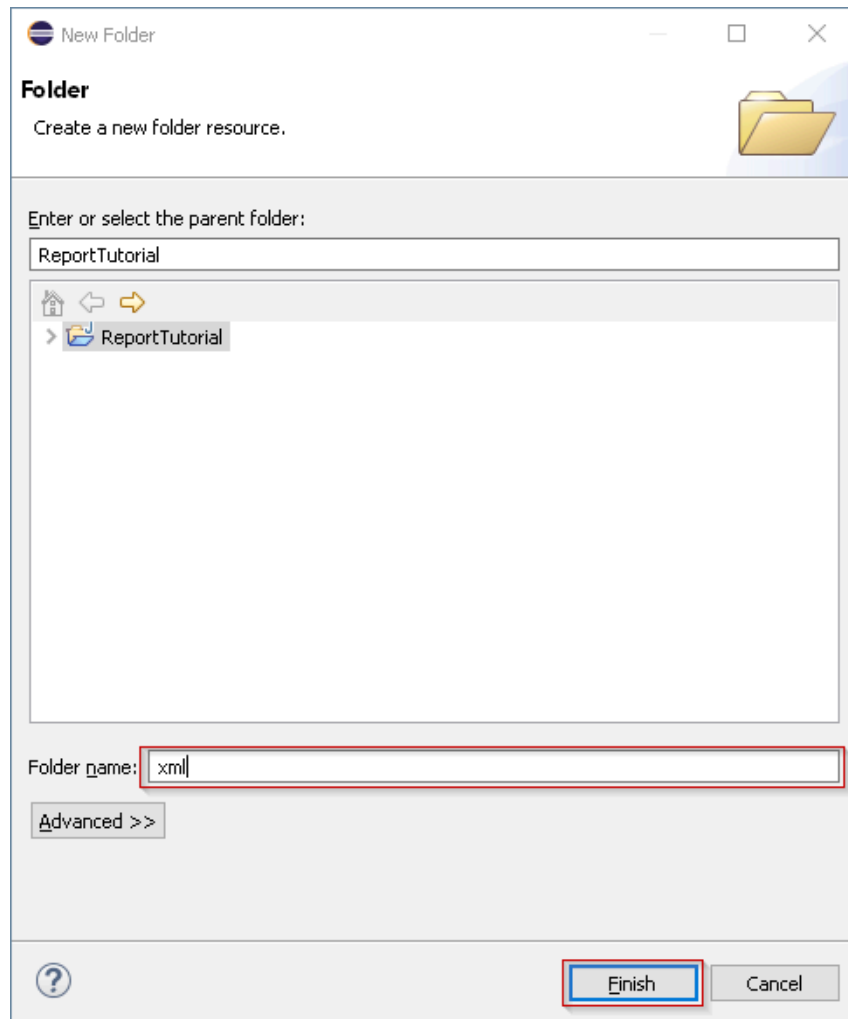 New Folder
Folder
Create a new folder resource.
Enter or select the parent folder:
ReportTutorial
ReportTutorial
Folder name: xml
Advanced >>
? Finish Cancel